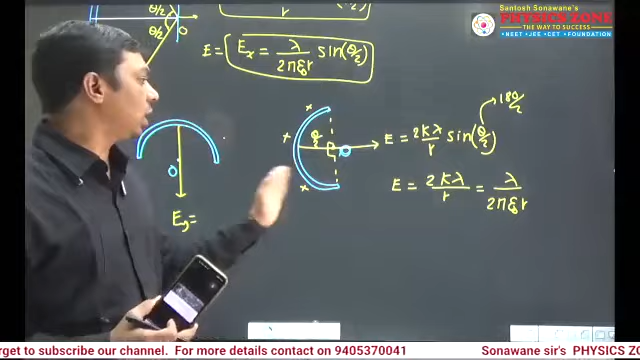 Santosh Sonawane's
PHYSICS ZONE
THE WAY TO SUCCESS
•NEET •JEE •CET •FOUNDATION
θ/2
θ/2
O
r
E = Ex = λ/2πε₀r sin(θ/2)
x
x
x
θ/2
O
E = 2kλ/r sin(θ/2)
→ 180/2
E = 2kλ/r = λ/2πε₀r
O
Ey =
rget to subscribe our channel. For more details contact on 9405370041
Sonawane sir's PHYSICS ZO